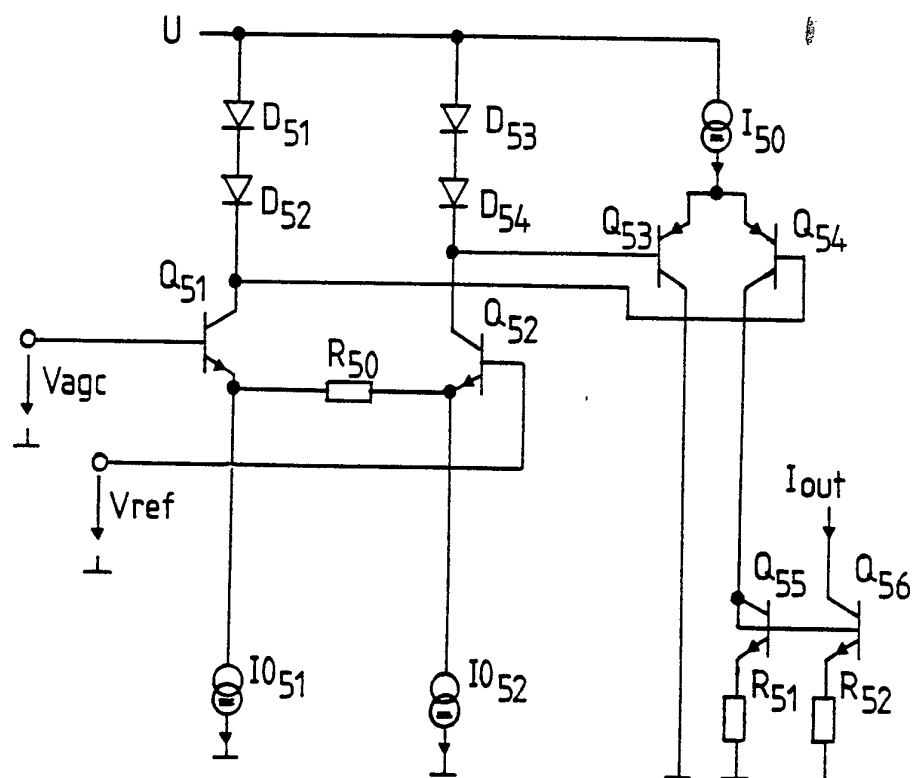 U
D51
D53
I50
D52
D54
Q53
Q54
Q51
Q52
R50
Vagc
Vref
Iout
Q55
Q56
I051
I052
R51
R52